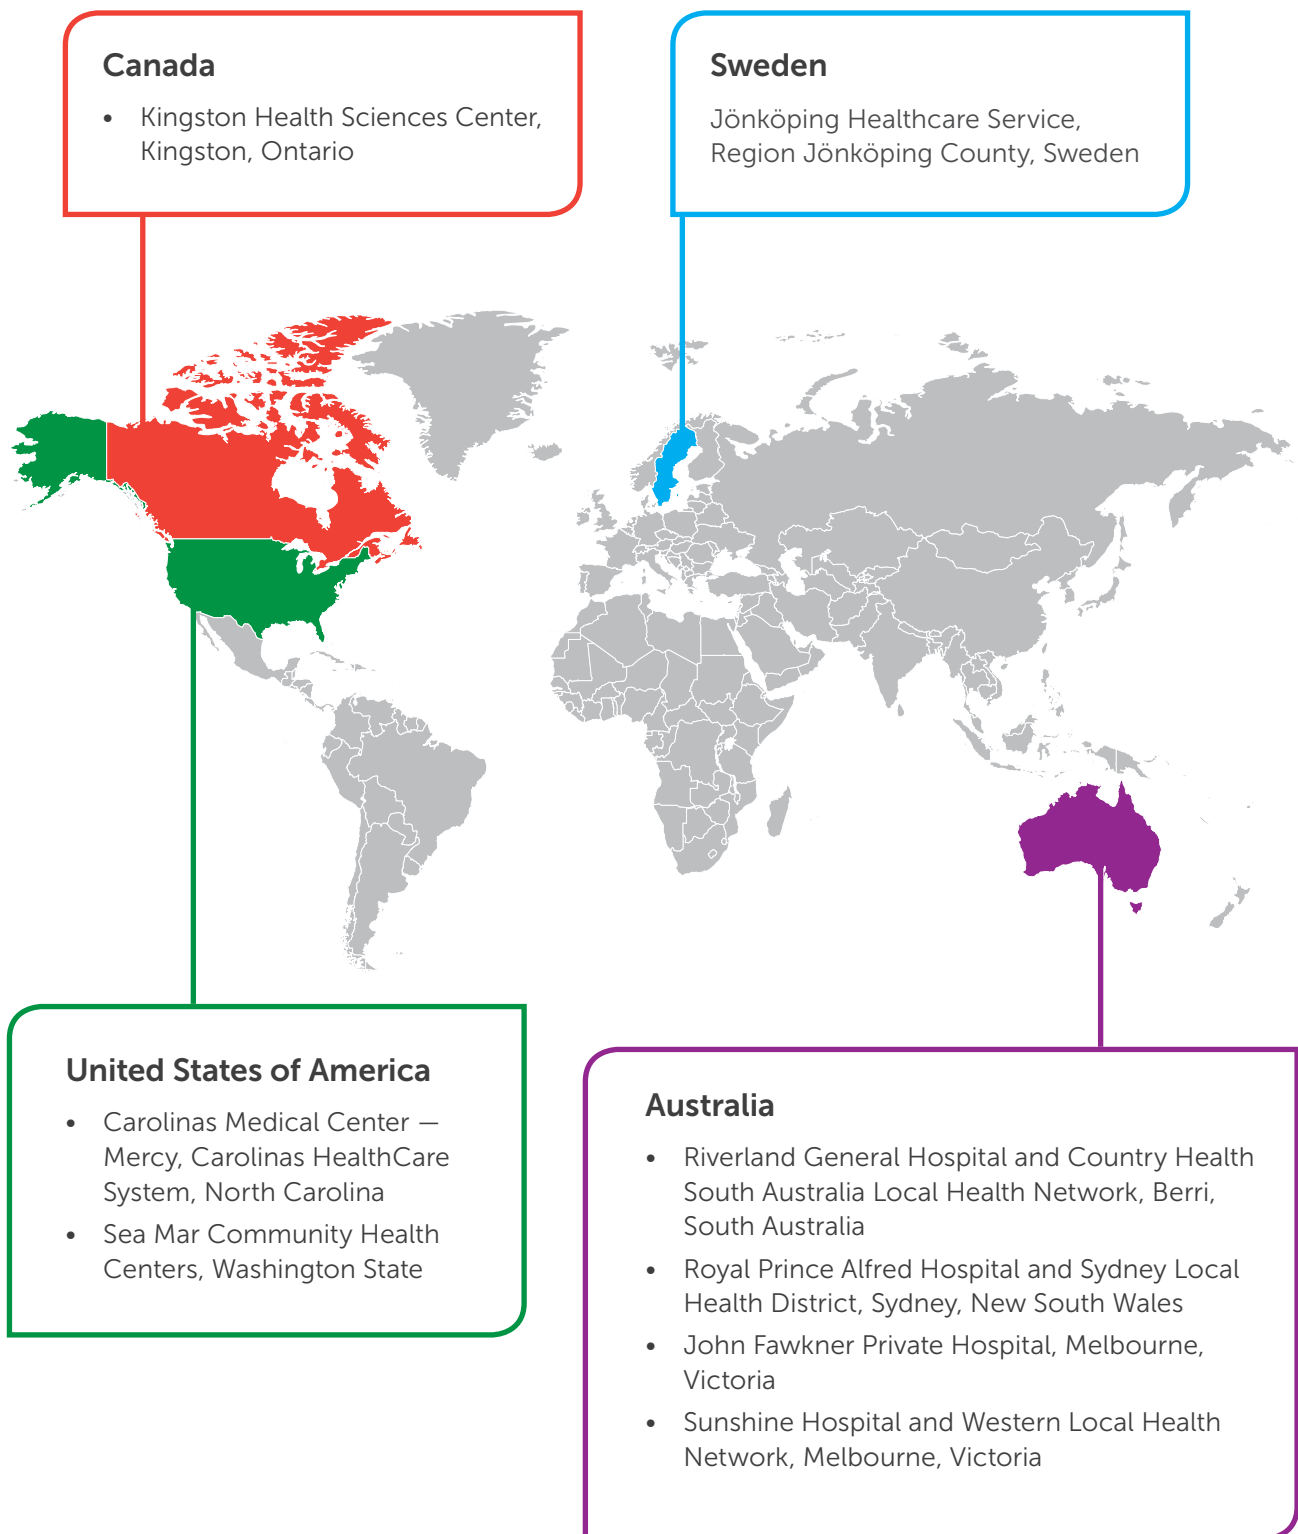 Canada
• Kingston Health Sciences Center,
Kingston, Ontario
Sweden
Jönköping Healthcare Service,
Region Jönköping County, Sweden
United States of America
• Carolinas Medical Center —
Mercy, Carolinas HealthCare
System, North Carolina
• Sea Mar Community Health
Centers, Washington State
Australia
• Riverland General Hospital and Country Health
South Australia Local Health Network, Berri,
South Australia
• Royal Prince Alfred Hospital and Sydney Local
Health District, Sydney, New South Wales
• John Fawkner Private Hospital, Melbourne,
Victoria
• Sunshine Hospital and Western Local Health
Network, Melbourne, Victoria